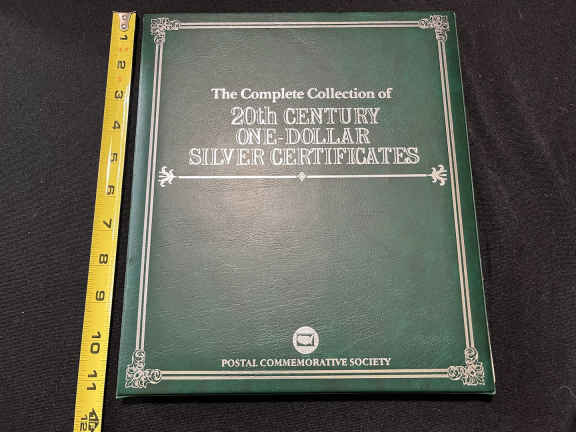 The Complete Collection of
20th CENTURY
ONE-DOLLAR
SILVER CERTIFICATES
POSTAL COMMEMORATIVE SOCIETY
1
2
3
4
5
6
7
8
9
10
11
12